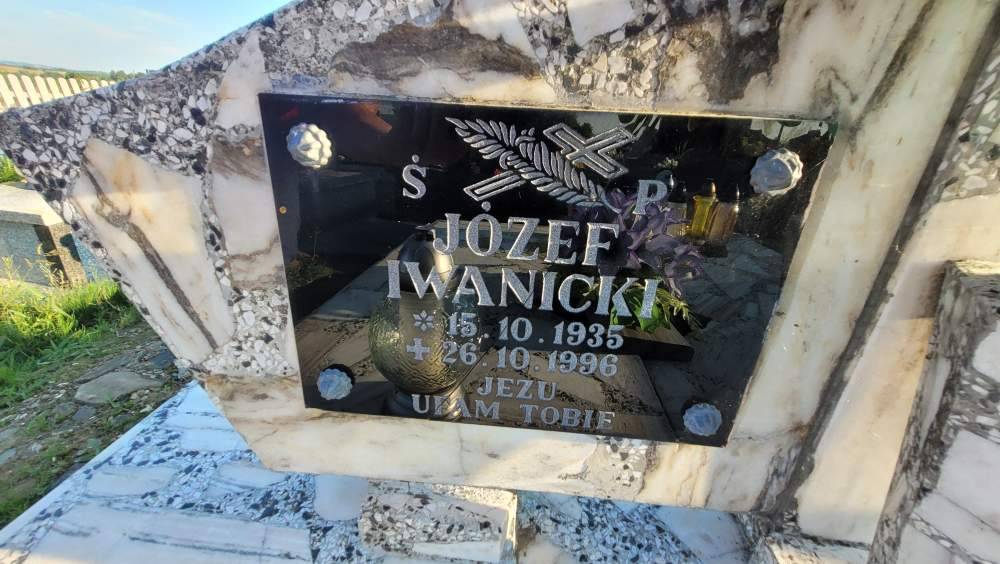 Ś P
JÓZEF
IWANICKI
* 15.10.1935
+ 26.10.1996
JEZU
UFAM TOBIE